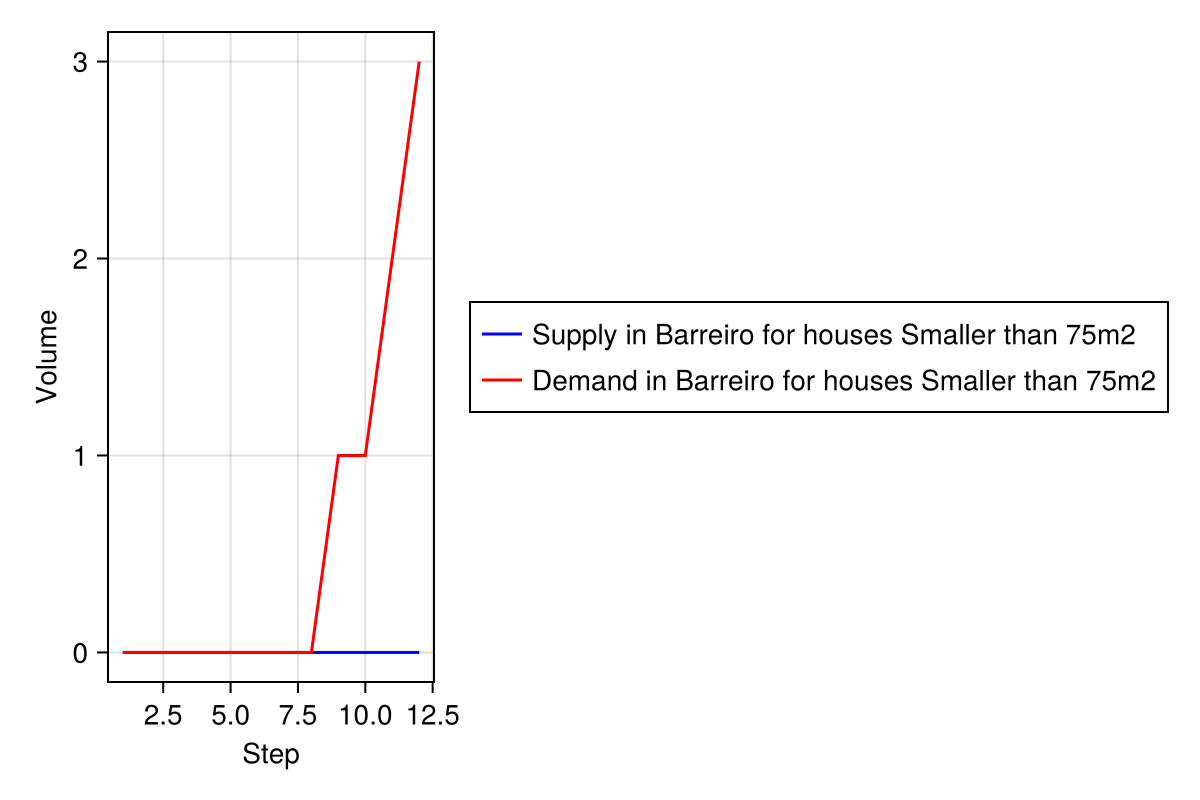 3
2
1
0
Volume
2.5 5.0 7.5 10.0 12.5
Step
Supply in Barreiro for houses Smaller than 75m2
Demand in Barreiro for houses Smaller than 75m2